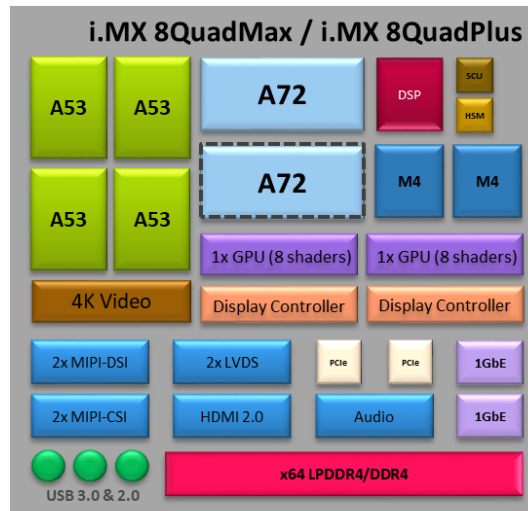 i.MX 8QuadMax / i.MX 8QuadPlus
A53
A53
A72
DSP
SCU
HSM
A53
A53
A72
M4
M4
1x GPU (8 shaders)
1x GPU (8 shaders)
4K Video
Display Controller
Display Controller
2x MIPI-DSI
2x LVDS
PCIe
PCIe
1GbE
2x MIPI-CSI
HDMI 2.0
Audio
1GbE
USB 3.0 & 2.0
x64 LPDDR4/DDR4